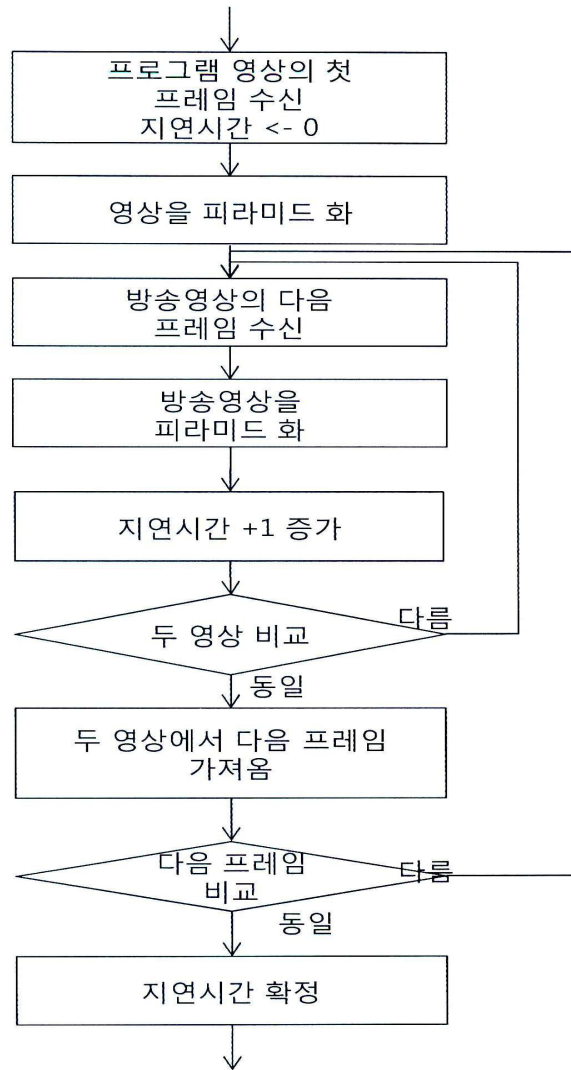 프로그램 영상의 첫
프레임 수신
지연시간 <- 0
영상을 피라미드 화
방송영상의 다음
프레임 수신
방송영상을
피라미드 화
지연시간 +1 증가
두 영상 비교
다름
동일
두 영상에서 다음 프레임
가져옴
다음 프레임
비교
다름
동일
지연시간 확정